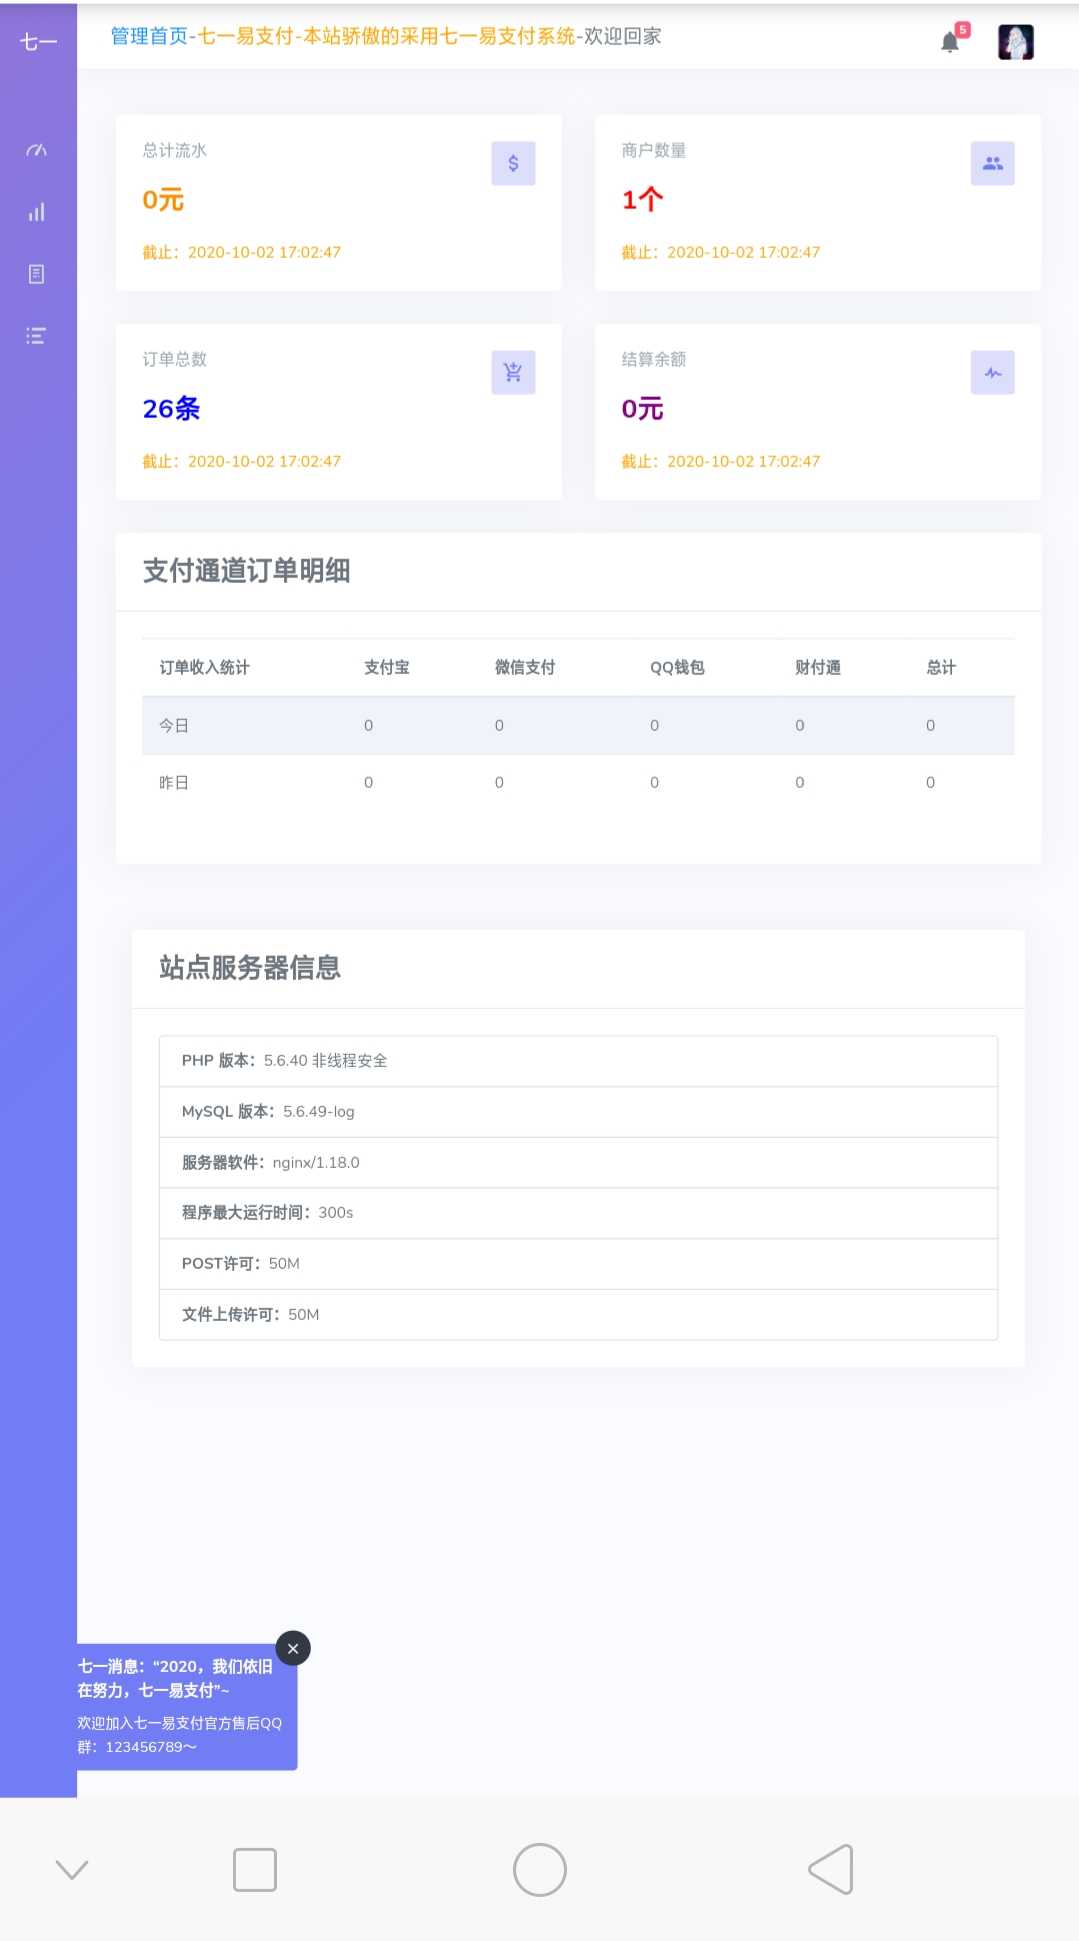 七一
管理首页-七一易支付-本站骄傲的采用七一易支付系统-欢迎回家
5
总计流水
0元
截止：2020-10-02 17:02:47
商户数量
1个
截止：2020-10-02 17:02:47
订单总数
26条
截止：2020-10-02 17:02:47
结算余额
0元
截止：2020-10-02 17:02:47
支付通道订单明细
订单收入统计 支付宝 微信支付 QQ钱包 财付通 总计
今日 0 0 0 0 0
昨日 0 0 0 0 0
站点服务器信息
PHP 版本：5.6.40 非线程安全
MySQL 版本：5.6.49-log
服务器软件：nginx/1.18.0
程序最大运行时间：300s
POST许可：50M
文件上传许可：50M
七一消息：“2020，我们依旧
在努力，七一易支付”~
欢迎加入七一易支付官方售后QQ
群：123456789～